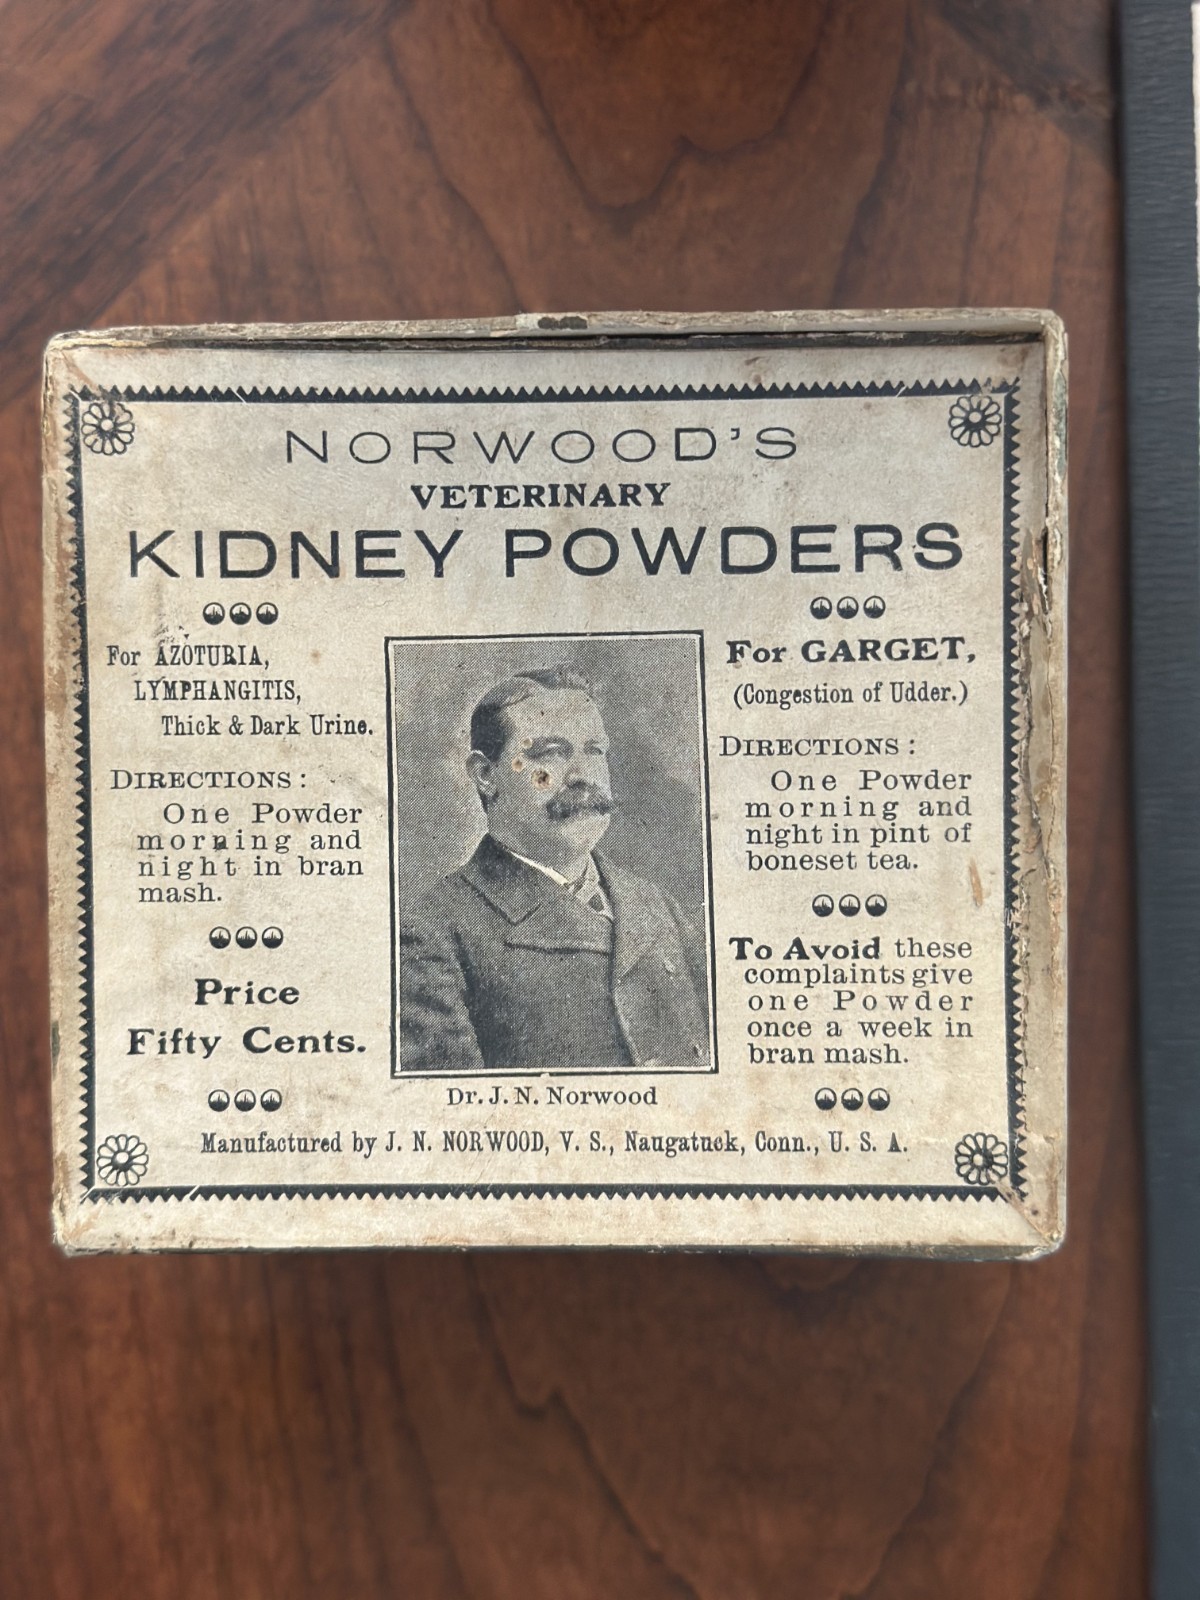 NORWOOD'S
VETERINARY
KIDNEY POWDERS
For AZOTURIA,
LYMPHANGITIS,
Thick & Dark Urine.
DIRECTIONS:
One Powder
morning and
night in bran
mash.
Price
Fifty Cents.
Dr. J. N. Norwood
For GARGET,
(Congestion of Udder.)
DIRECTIONS:
One Powder
morning and
night in pint of
boneset tea.
To Avoid these
complaints give
one Powder
once a week in
bran mash.
Manufactured by J. N. NORWOOD, V. S., Naugatuck, Conn., U. S. A.